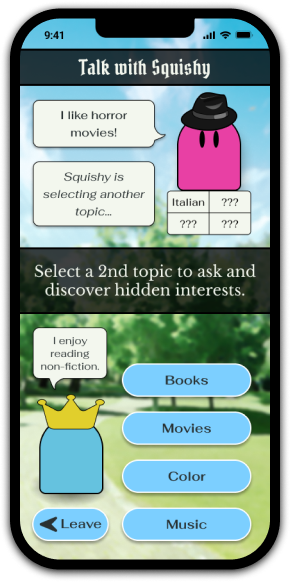 9:41
Talk with Squishy
I like horror
movies!
Squishy is
selecting another
topic...
Italian ???
??? ???
Select a 2nd topic to ask and
discover hidden interests.
I enjoy
reading
non-fiction.
Books
Movies
Color
Leave
Music